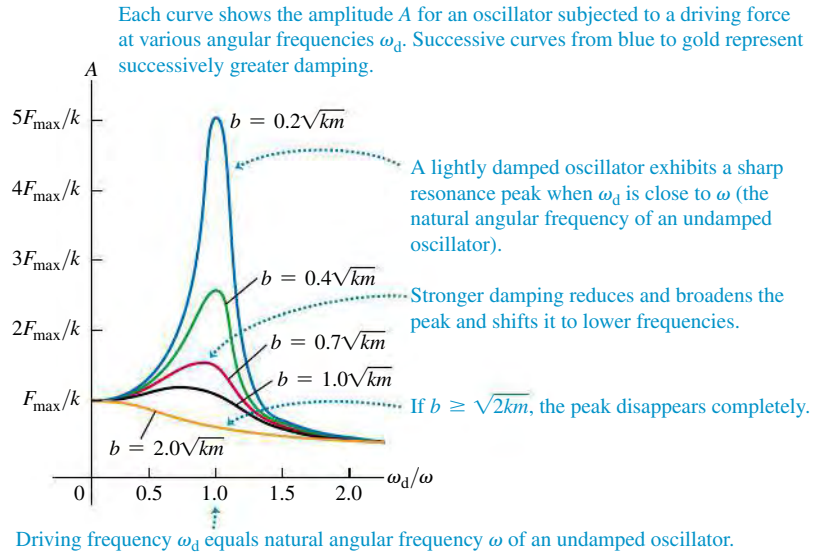 Each curve shows the amplitude A for an oscillator subjected to a driving force
at various angular frequencies ωd. Successive curves from blue to gold represent
successively greater damping.
A
5Fmax/k
b = 0.2√km
A lightly damped oscillator exhibits a sharp
resonance peak when ωd is close to ω (the
natural angular frequency of an undamped
oscillator).
4Fmax/k
3Fmax/k
b = 0.4√km
Stronger damping reduces and broadens the
peak and shifts it to lower frequencies.
2Fmax/k
b = 0.7√km
b = 1.0√km
Fmax/k
If b ≥ √2km, the peak disappears completely.
b = 2.0√km
0
0.5
1.0
1.5
2.0
ωd/ω
Driving frequency ωd equals natural angular frequency ω of an undamped oscillator.